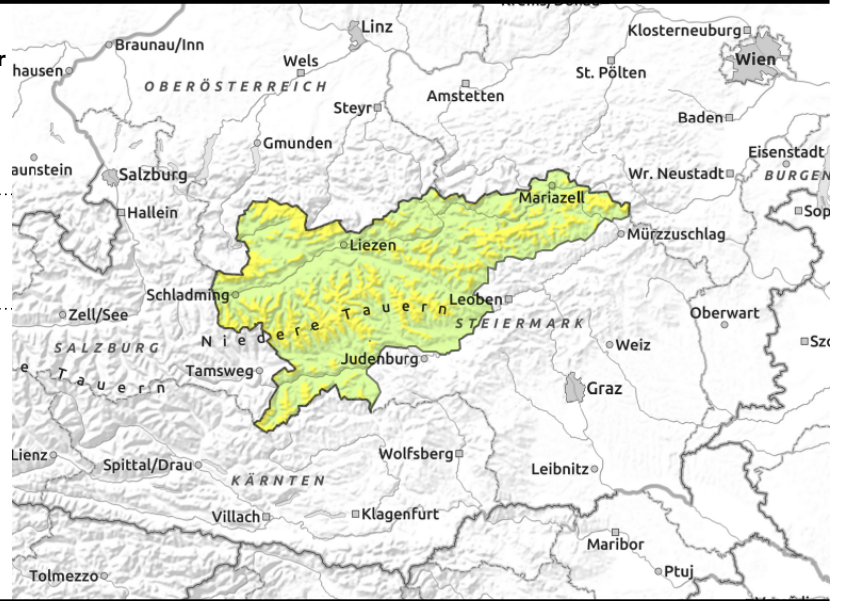 Linz
Klosterneuburg
Braunau/Inn
r
hausen
Wels
Wien
St. Pölten
OBERÖSTERREICH
Amstetten
Steyr
Baden
Gmunden
Eisenstadt
aunstein
Salzburg
Wr. Neustadt
BURGEN
Mariazell
Hallein
Sop
Mürzzuschlag
Liezen
Schladming
Leoben
Zell/See
Niedere Tauern
STEIERMARK
Oberwart
SALZBURG
Weiz
Szo
Judenburg
e Tauern
Tamsweg
Graz
Lienz
Wolfsberg
Spittal/Drau
Leibnitz
KÄRNTEN
Villach
Klagenfurt
Maribor
Tolmezzo
Ptuj